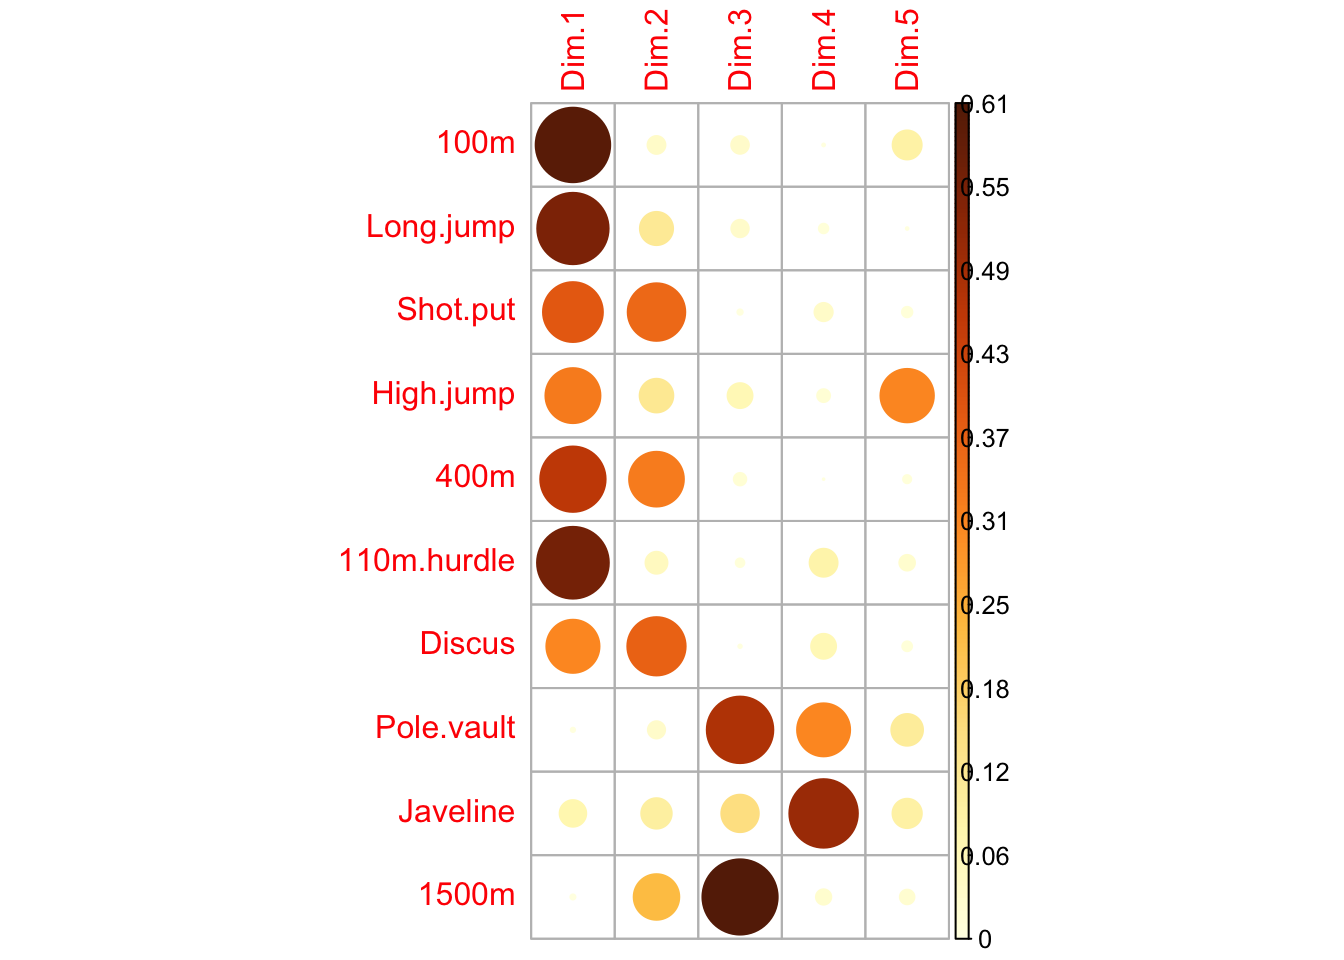 Dim.1 Dim.2 Dim.3 Dim.4 Dim.5
0.61
100m
0.55
Long.jump
0.49
Shot.put
0.43
High.jump
0.37
400m
0.31
110m.hurdle
0.25
Discus
0.18
Pole.vault
0.12
Javeline
0.06
1500m
0